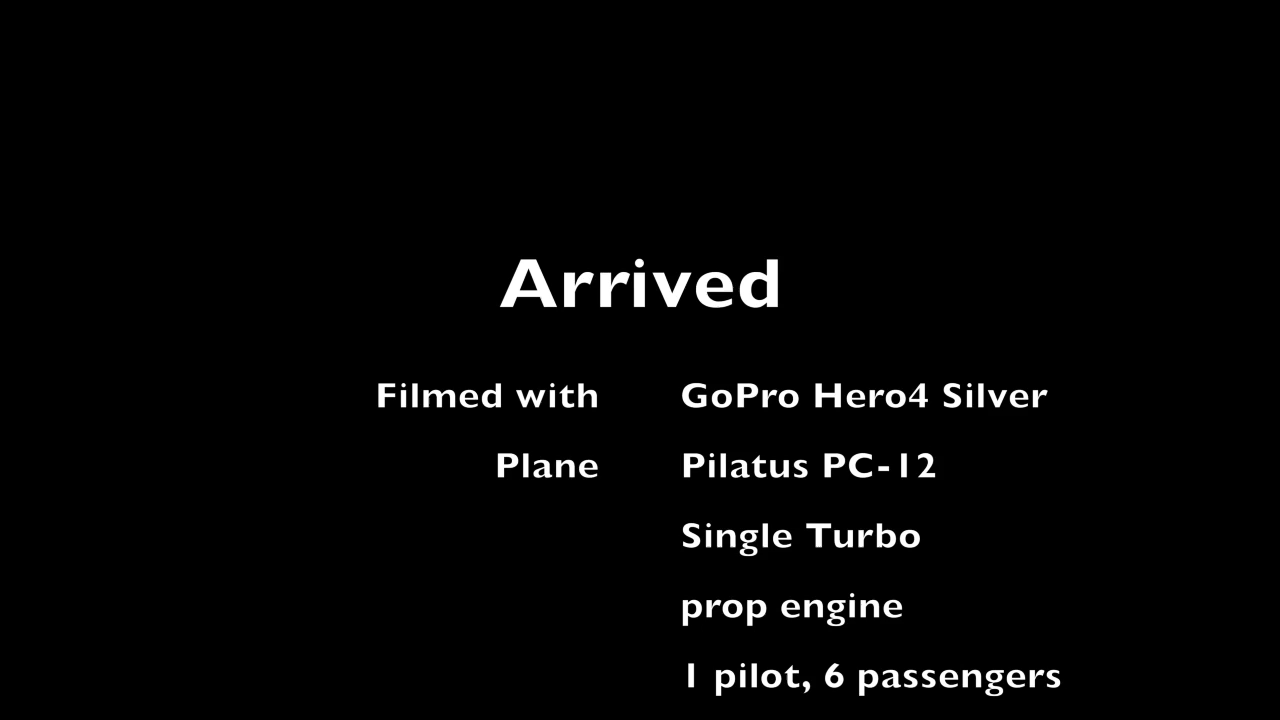 Arrived
Filmed with GoPro Hero4 Silver
Plane Pilatus PC-12
Single Turbo
prop engine
1 pilot, 6 passengers